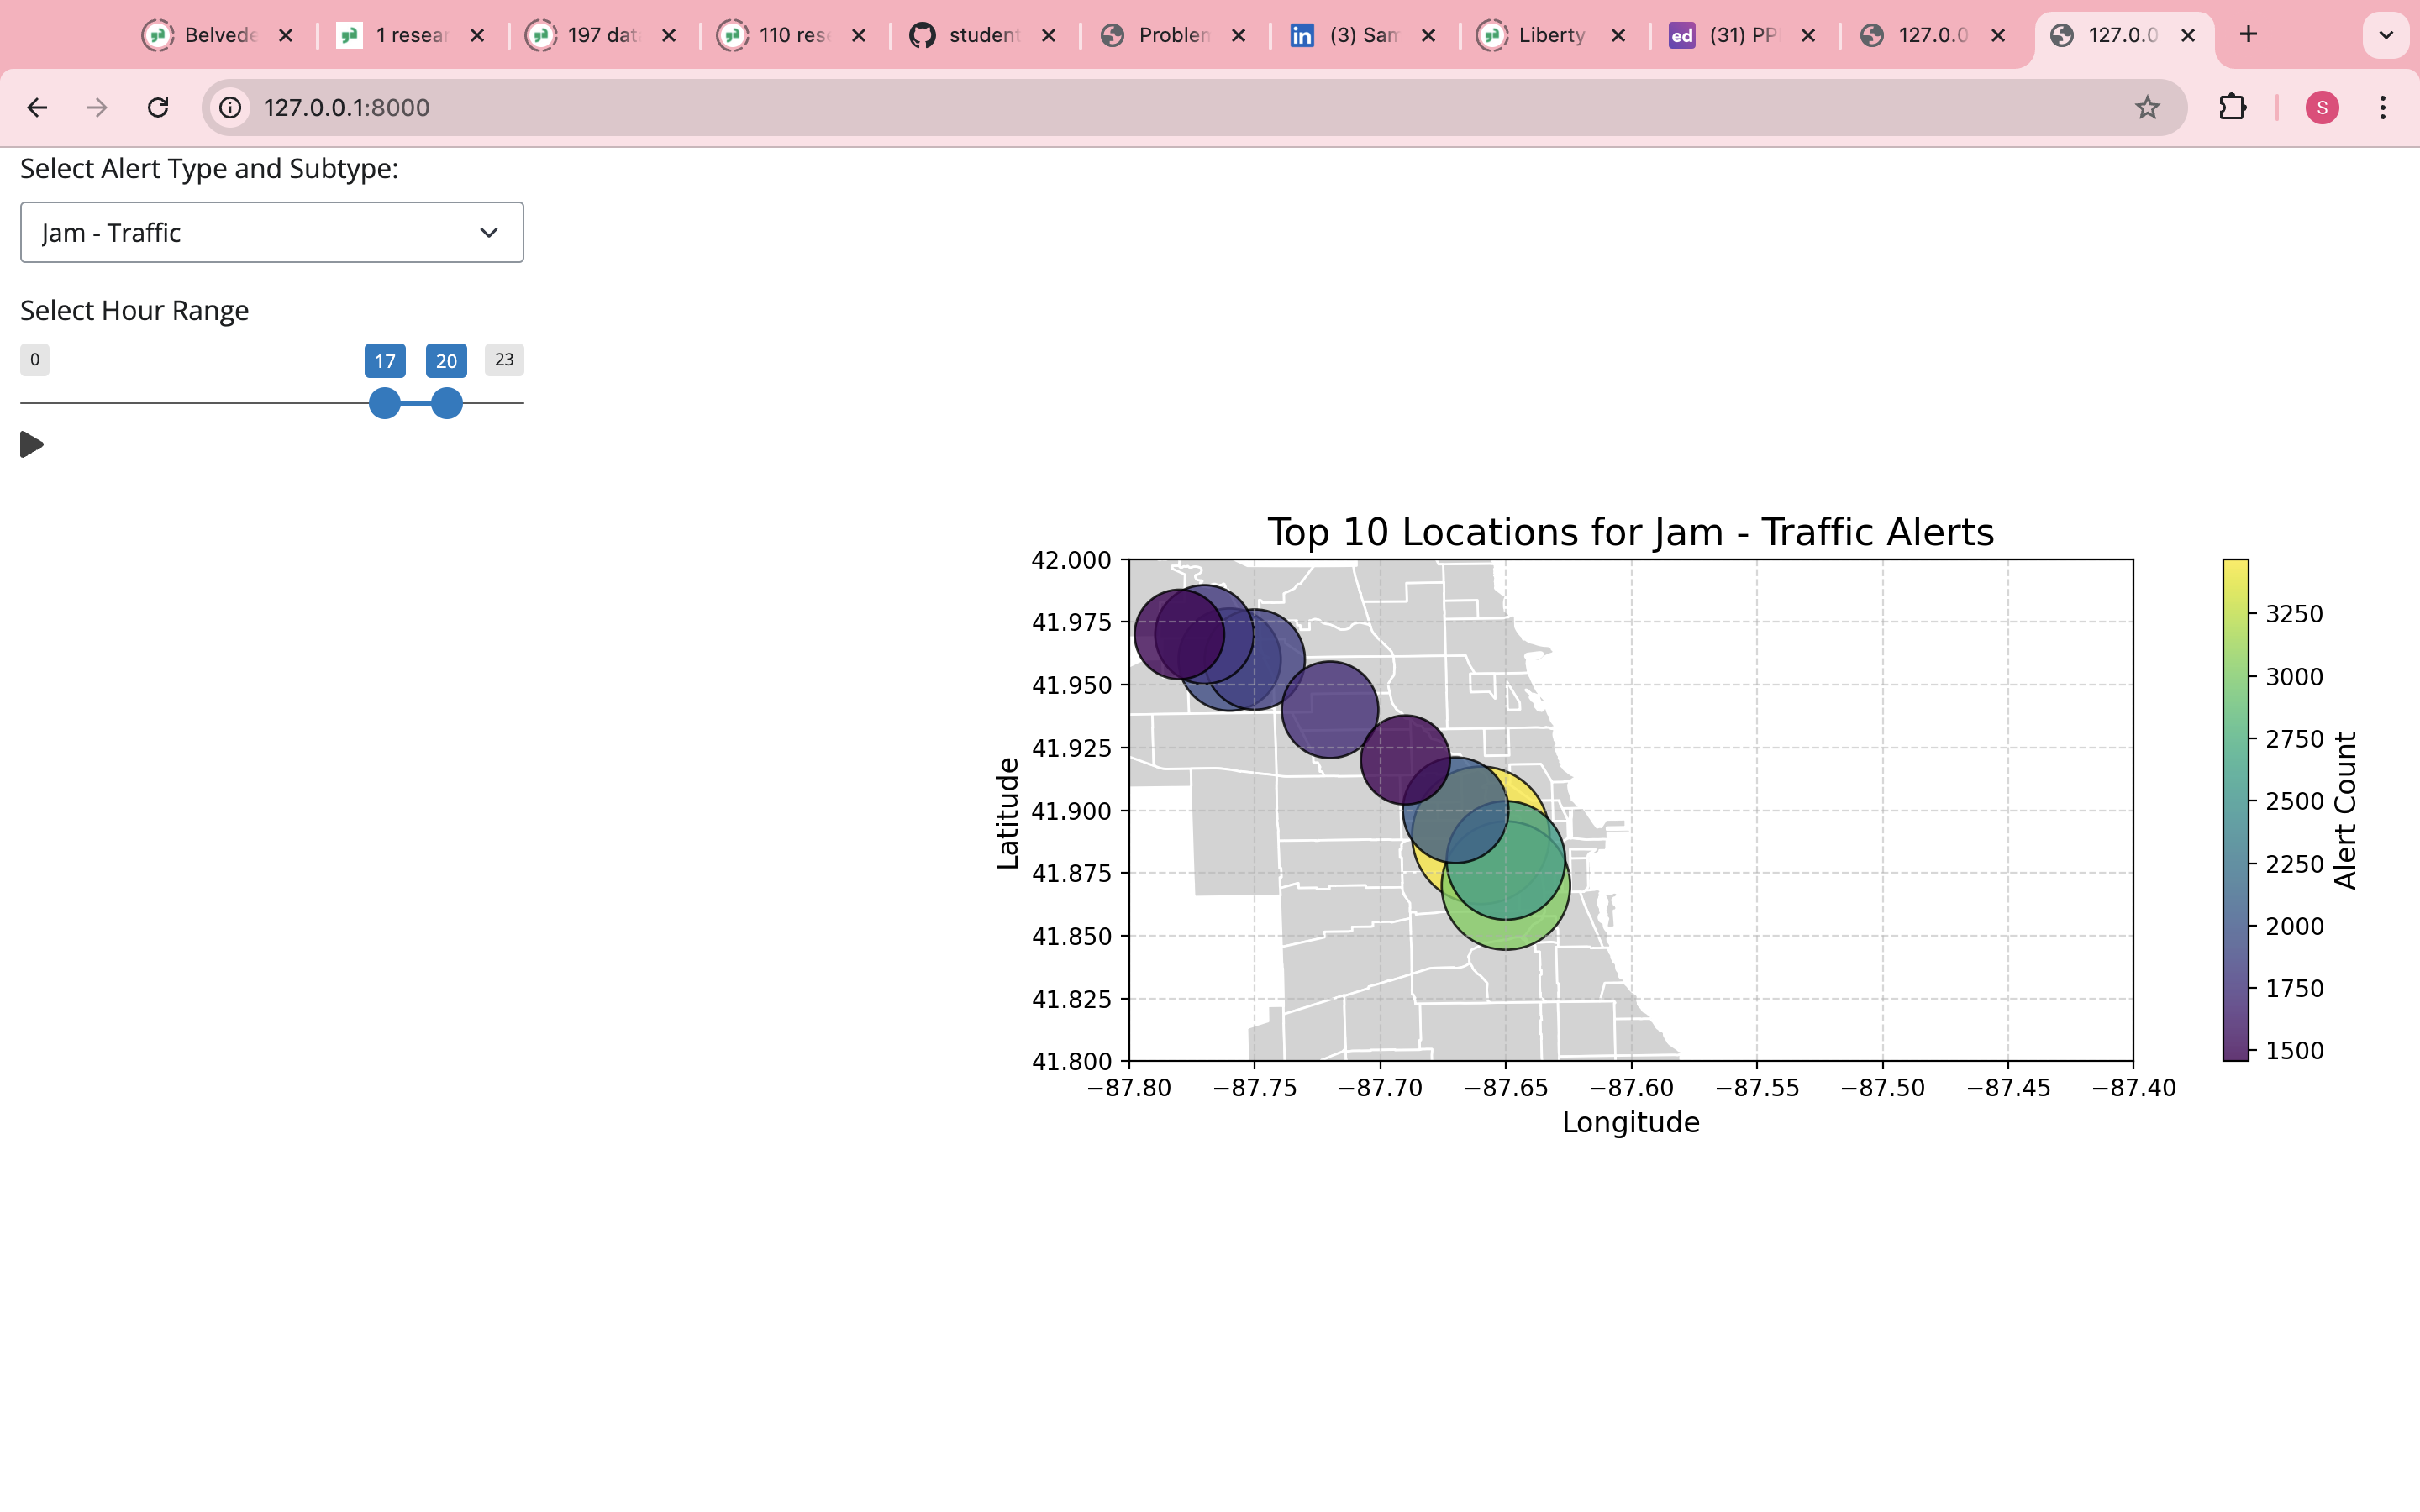 Belvede
1 resear
197 dat
110 res
student
Problem
(3) Sam
Liberty
ed
(31) PP
127.0.0
127.0.0
127.0.0.1:8000
S
Select Alert Type and Subtype:
Jam - Traffic
Select Hour Range
0 17 20 23
Top 10 Locations for Jam - Traffic Alerts
42.000
41.975
41.950
41.925
41.900
41.875
41.850
41.825
41.800
Latitude
−87.80 −87.75 −87.70 −87.65 −87.60 −87.55 −87.50 −87.45 −87.40
Longitude
3250
3000
2750
2500
2250
2000
1750
1500
Alert Count